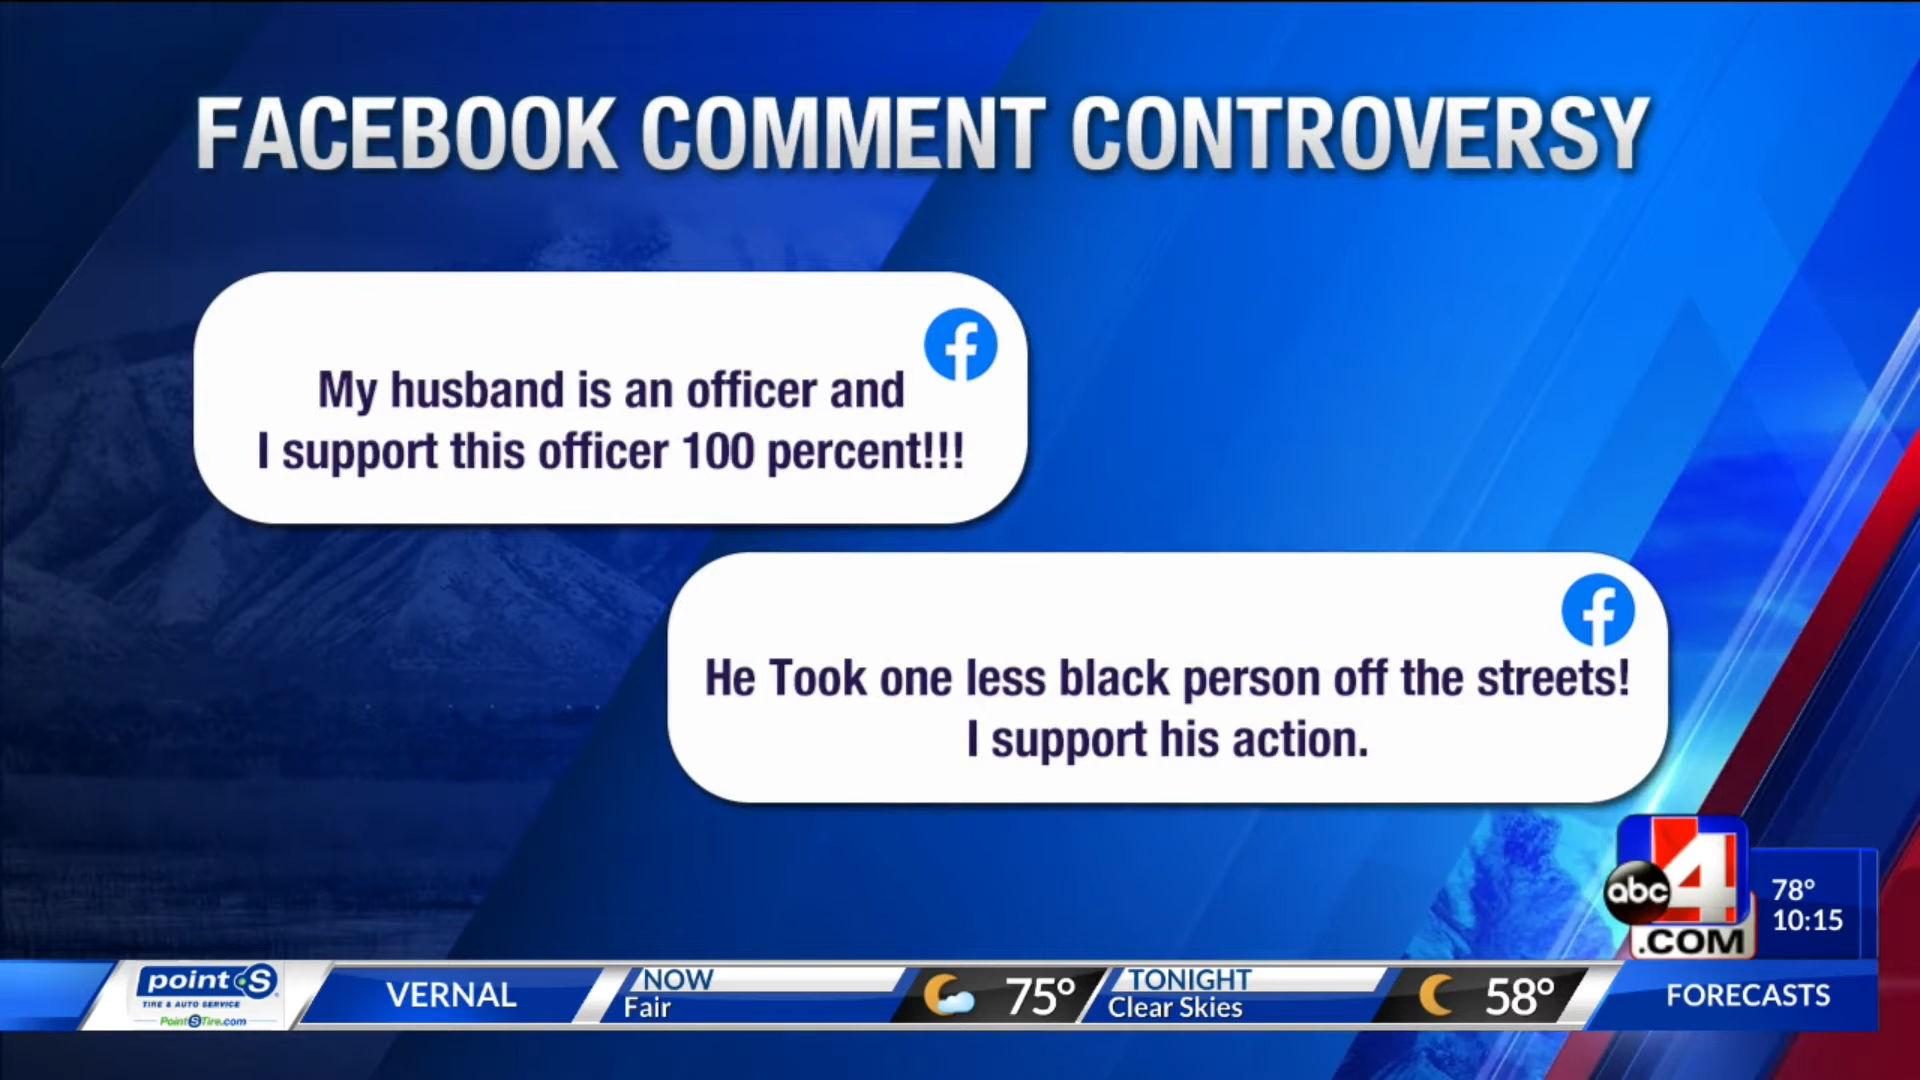 FACEBOOK COMMENT CONTROVERSY
My husband is an officer and
I support this officer 100 percent!!!
He Took one less black person off the streets!
I support his action.
abc 4
.COM
78°
10:15
point S
TIRE & AUTO SERVICE
PointSTire.com
VERNAL
NOW
Fair
75°
TONIGHT
Clear Skies
58°
FORECASTS